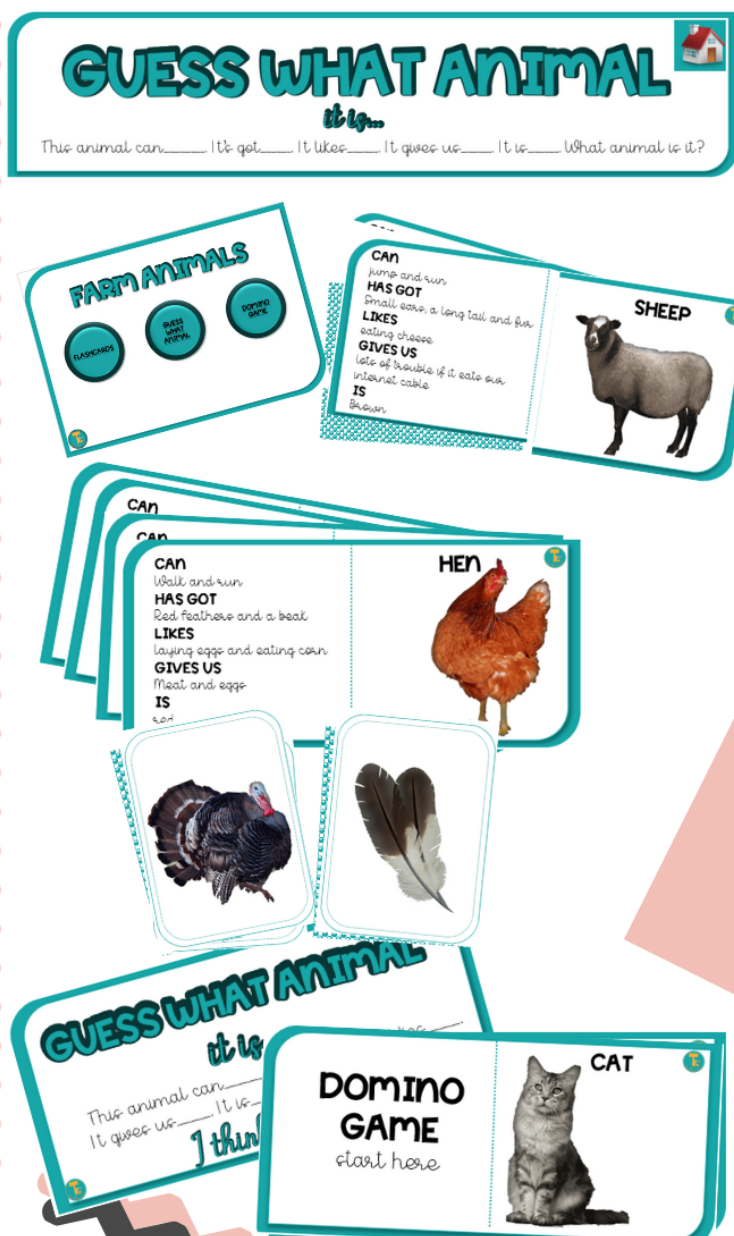 GUESS WHAT ANIMAL
it is...
This animal can_____. It's got_____. It likes_____. It gives us_____. It is_____. What animal is it?
FARM ANIMALS
FLASHCARDS
GUESS
WHAT
ANIMAL
DOMINO
GAME
CAN
jump and run
HAS GOT
Small ears, a long tail and fur
LIKES
eating cheese
GIVES US
lots of trouble if it eats our
internet cable
IS
Brown
SHEEP
CAN
CAN
CAN
Walk and run
HAS GOT
Red feathers and a beak
LIKES
laying eggs and eating corn
GIVES US
Meat and eggs
IS
red
HEN
GUESS WHAT ANIMAL
it is
This animal can_____
It gives us_____. It is_____
I thin
DOMINO
GAME
start here
CAT